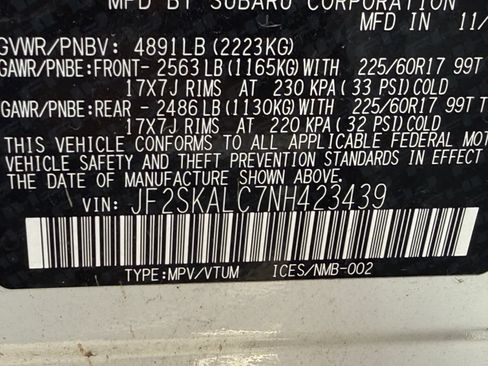 MFD BY SUBARU CORPORATION
MFD IN 11/
GVWR/PNBV: 4891LB (2223KG)
GAWR/PNBE:FRONT- 2563 LB (1165KG) WITH 225/60R17 99T
17X7J RIMS AT 230 KPA (33 PSI) COLD
GAWR/PNBE:REAR - 2486 LB (1130KG) WITH 225/60R17 99T T
17X7J RIMS AT 220 KPA (32 PSI) COLD
THIS VEHICLE CONFORMS TO ALL APPLICABLE FEDERAL MOT
VEHICLE SAFETY AND THEFT PREVENTION STANDARDS IN EFFECT
THE DATE OF MANUFACTURE SHOWN ABOVE.
VIN: JF2SKALC7NH423439
TYPE:MPV/VTUM ICES/NMB-002